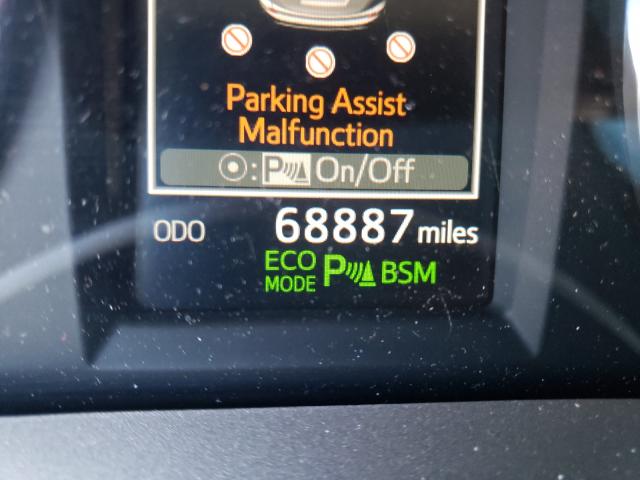 Parking Assist
Malfunction
: P On/Off
ODO 68887 miles
ECO MODE P BSM